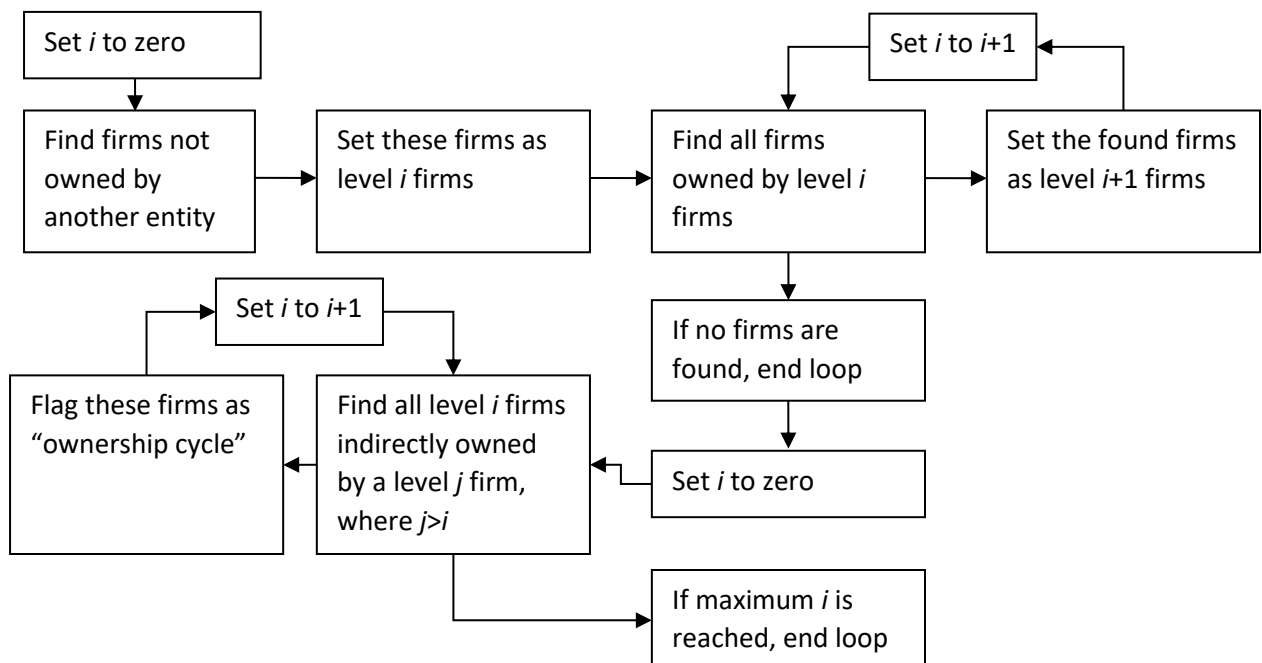 Set i to zero
Set i to i+1
Find firms not
owned by
another entity
Set these firms as
level i firms
Find all firms
owned by level i
firms
Set the found firms
as level i+1 firms
If no firms are
found, end loop
Set i to zero
Set i to i+1
Flag these firms as
“ownership cycle”
Find all level i firms
indirectly owned
by a level j firm,
where j>i
If maximum i is
reached, end loop